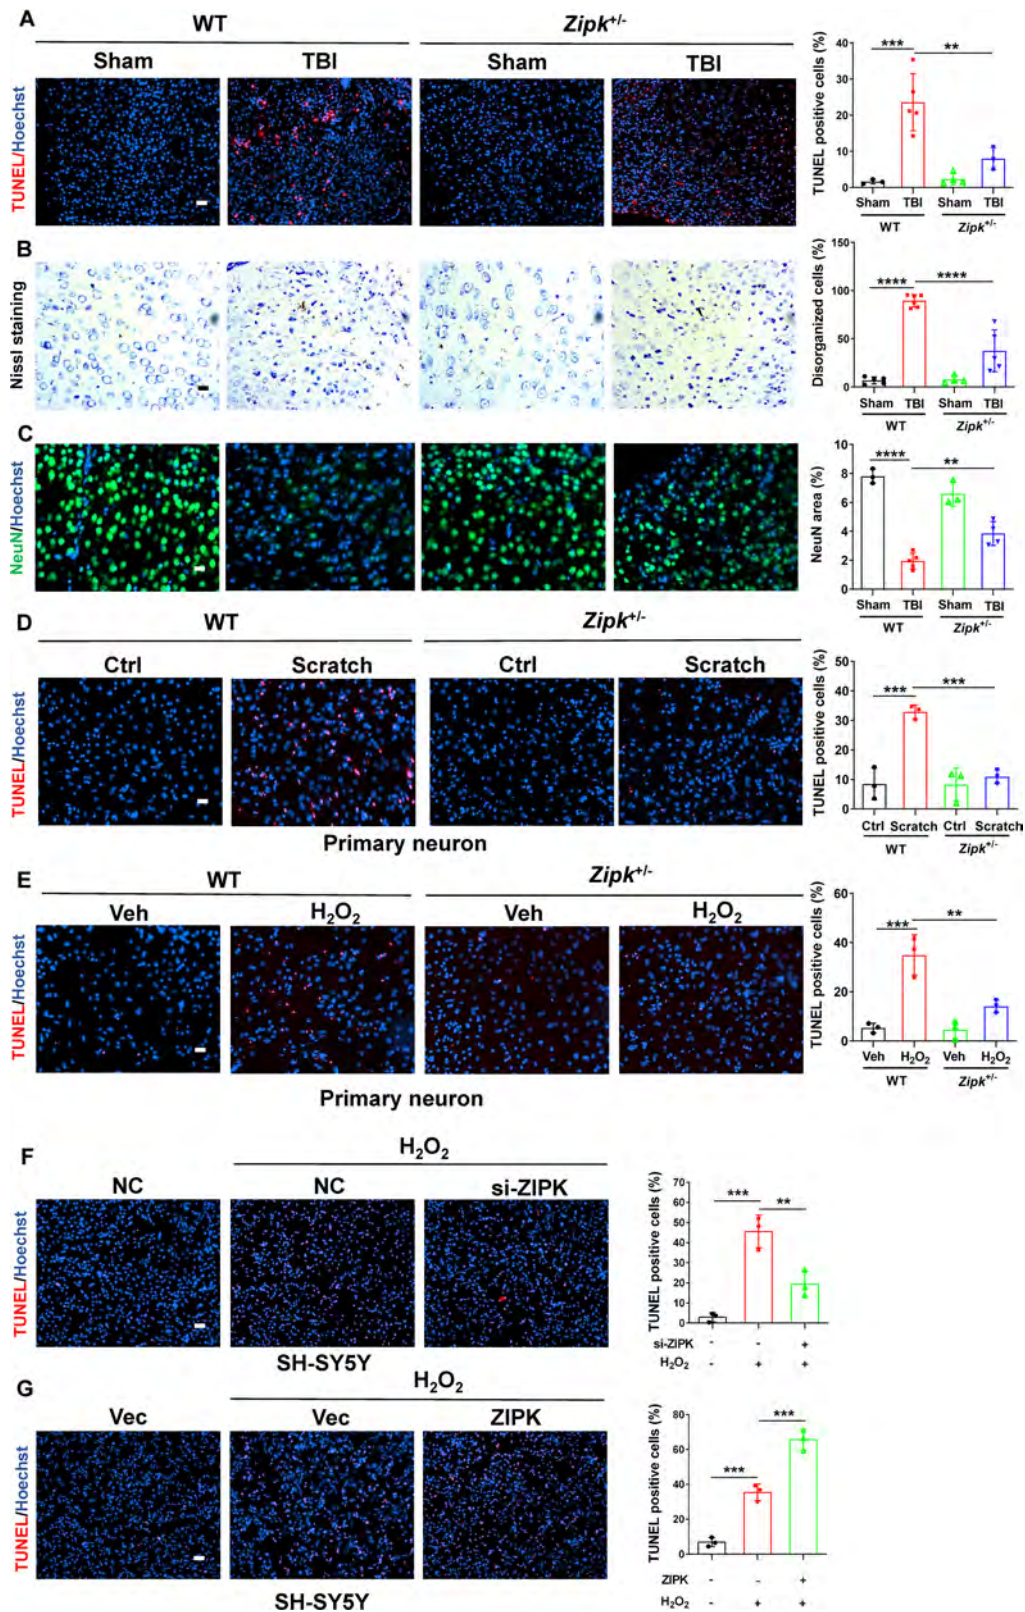 A
WT
Zipk+/-
Sham
TBI
Sham
TBI
TUNEL/Hoechst
TUNEL positive cells (%)
40
30
20
10
0
***
**
Sham
TBI
Sham
TBI
WT
Zipk+/-
B
Nissl staining
Disorganized cells(%)
150
100
50
0
****
****
Sham
TBI
Sham
TBI
WT
Zipk+/-
C
NeuN/Hoechst
NeuN area (%)
8
6
4
2
0
****
**
Sham
TBI
Sham
TBI
WT
Zipk+/-
D
WT
Zipk+/-
Ctrl
Scratch
Ctrl
Scratch
TUNEL/Hoechst
Primary neuron
TUNEL positive cells (%)
50
40
30
20
10
0
***
***
Ctrl
Scratch
Ctrl
Scratch
WT
Zipk+/-
E
WT
Zipk+/-
Veh
H₂O₂
Veh
H₂O₂
TUNEL/Hoechst
Primary neuron
TUNEL positive cells (%)
60
40
20
0
***
**
Veh
H₂O₂
Veh
H₂O₂
WT
Zipk+/-
F
H₂O₂
NC
NC
si-ZIPK
TUNEL/Hoechst
SH-SY5Y
TUNEL positive cells (%)
70
60
50
40
30
20
10
0
***
**
si-ZIPK - - +
H₂O₂ - + +
G
H₂O₂
Vec
Vec
ZIPK
TUNEL/Hoechst
SH-SY5Y
TUNEL positive cells (%)
80
60
40
20
0
***
***
ZIPK - - +
H₂O₂ - + +